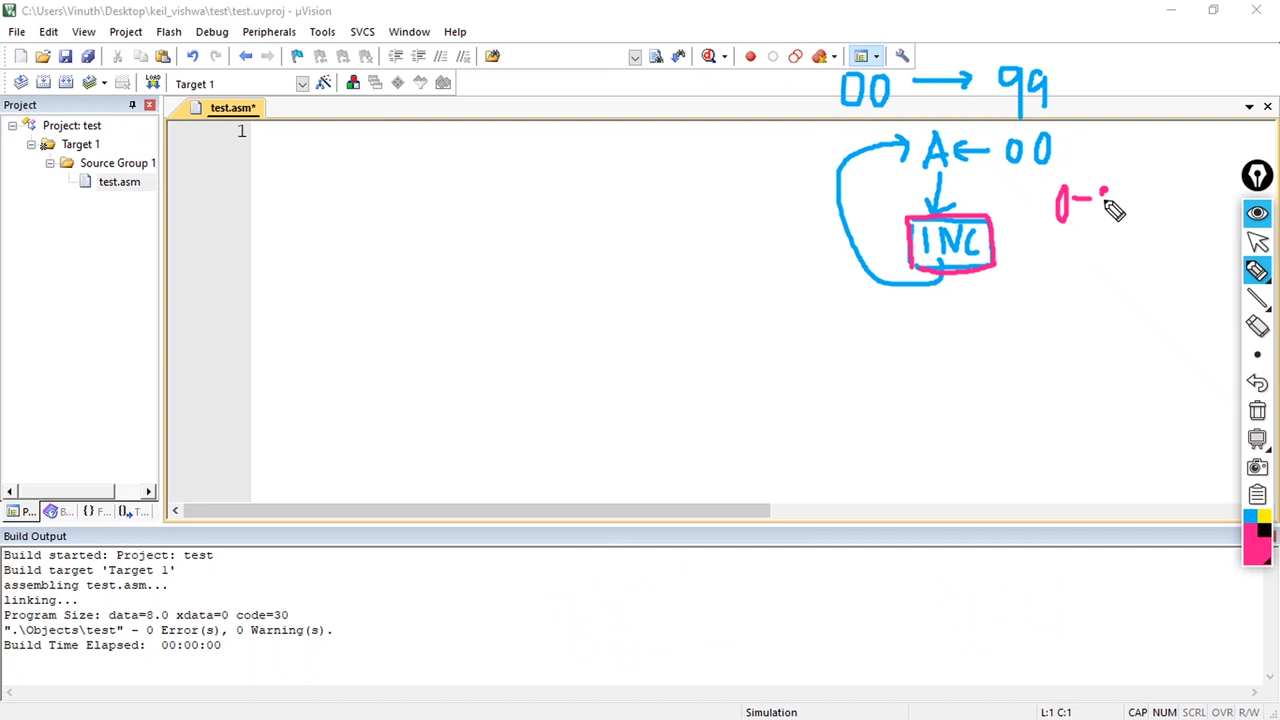 C:\Users\Vinuth\Desktop\keil_vishwa\test\test.uvproj - µVision
File Edit View Project Flash Debug Peripherals Tools SVCS Window Help
LOAD Target 1
Project
test.asm*
Project: test
Target 1
Source Group 1
test.asm
1
00 → 99
A ← 00
0-
INC
P... B... {} F... 0 T...
Build Output
Build started: Project: test
Build target 'Target 1'
assembling test.asm...
linking...
Program Size: data=8.0 xdata=0 code=30
".\Objects\test" - 0 Error(s), 0 Warning(s).
Build Time Elapsed:  00:00:00
Simulation L:1 C:1 CAP NUM SCRL OVR R/W